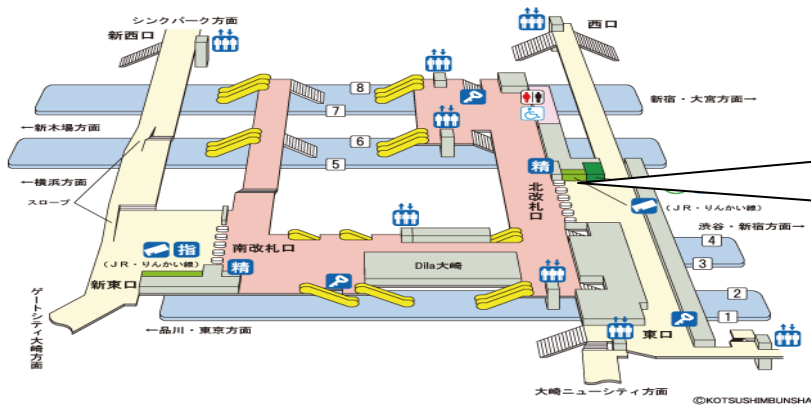 シンクパーク方面
新西口
西口
8
7
新宿・大宮方面→
←新木場方面
6
5
精
←横浜方面
スロープ
北改札口
(JR・りんかい線)
渋谷・新宿方面→
4
3
指
南改札口
(JR・りんかい線)
精
Dila大崎
新東口
2
1
ゲートシティ大崎方面
←品川・東京方面
東口
大崎ニューシティ方面
©KOTSUSHIMBUNSHA